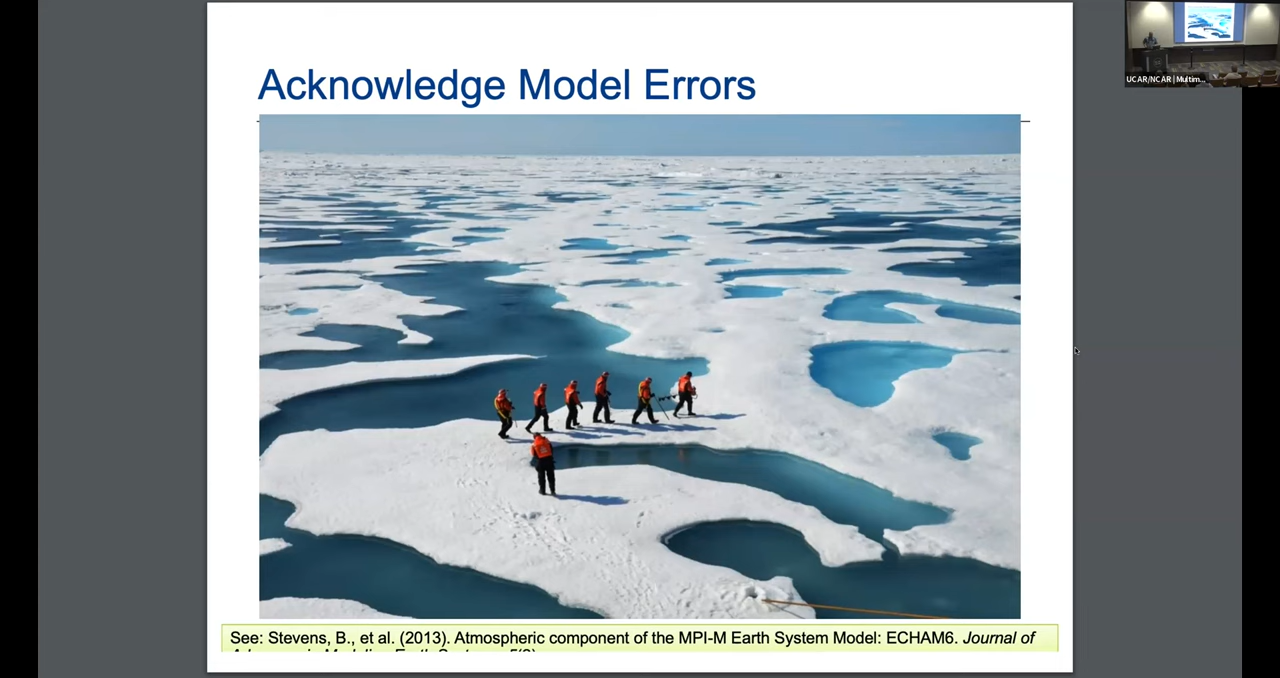 Acknowledge Model Errors
UCAR/NCAR | Multim...
See: Stevens, B., et al. (2013). Atmospheric component of the MPI-M Earth System Model: ECHAM6. Journal of